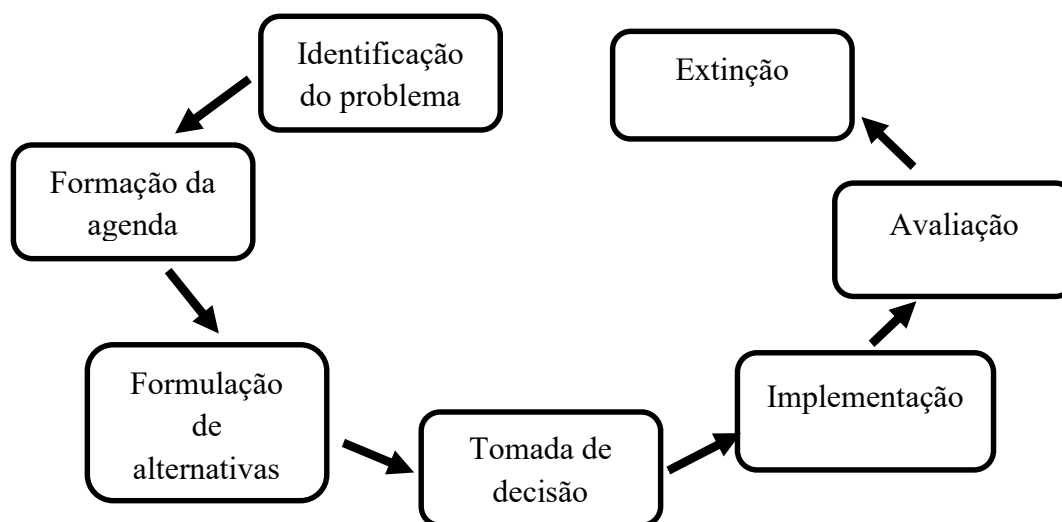 Identificação
do problema
Formação da
agenda
Formulação
de
alternativas
Tomada de
decisão
Implementação
Avaliação
Extinção